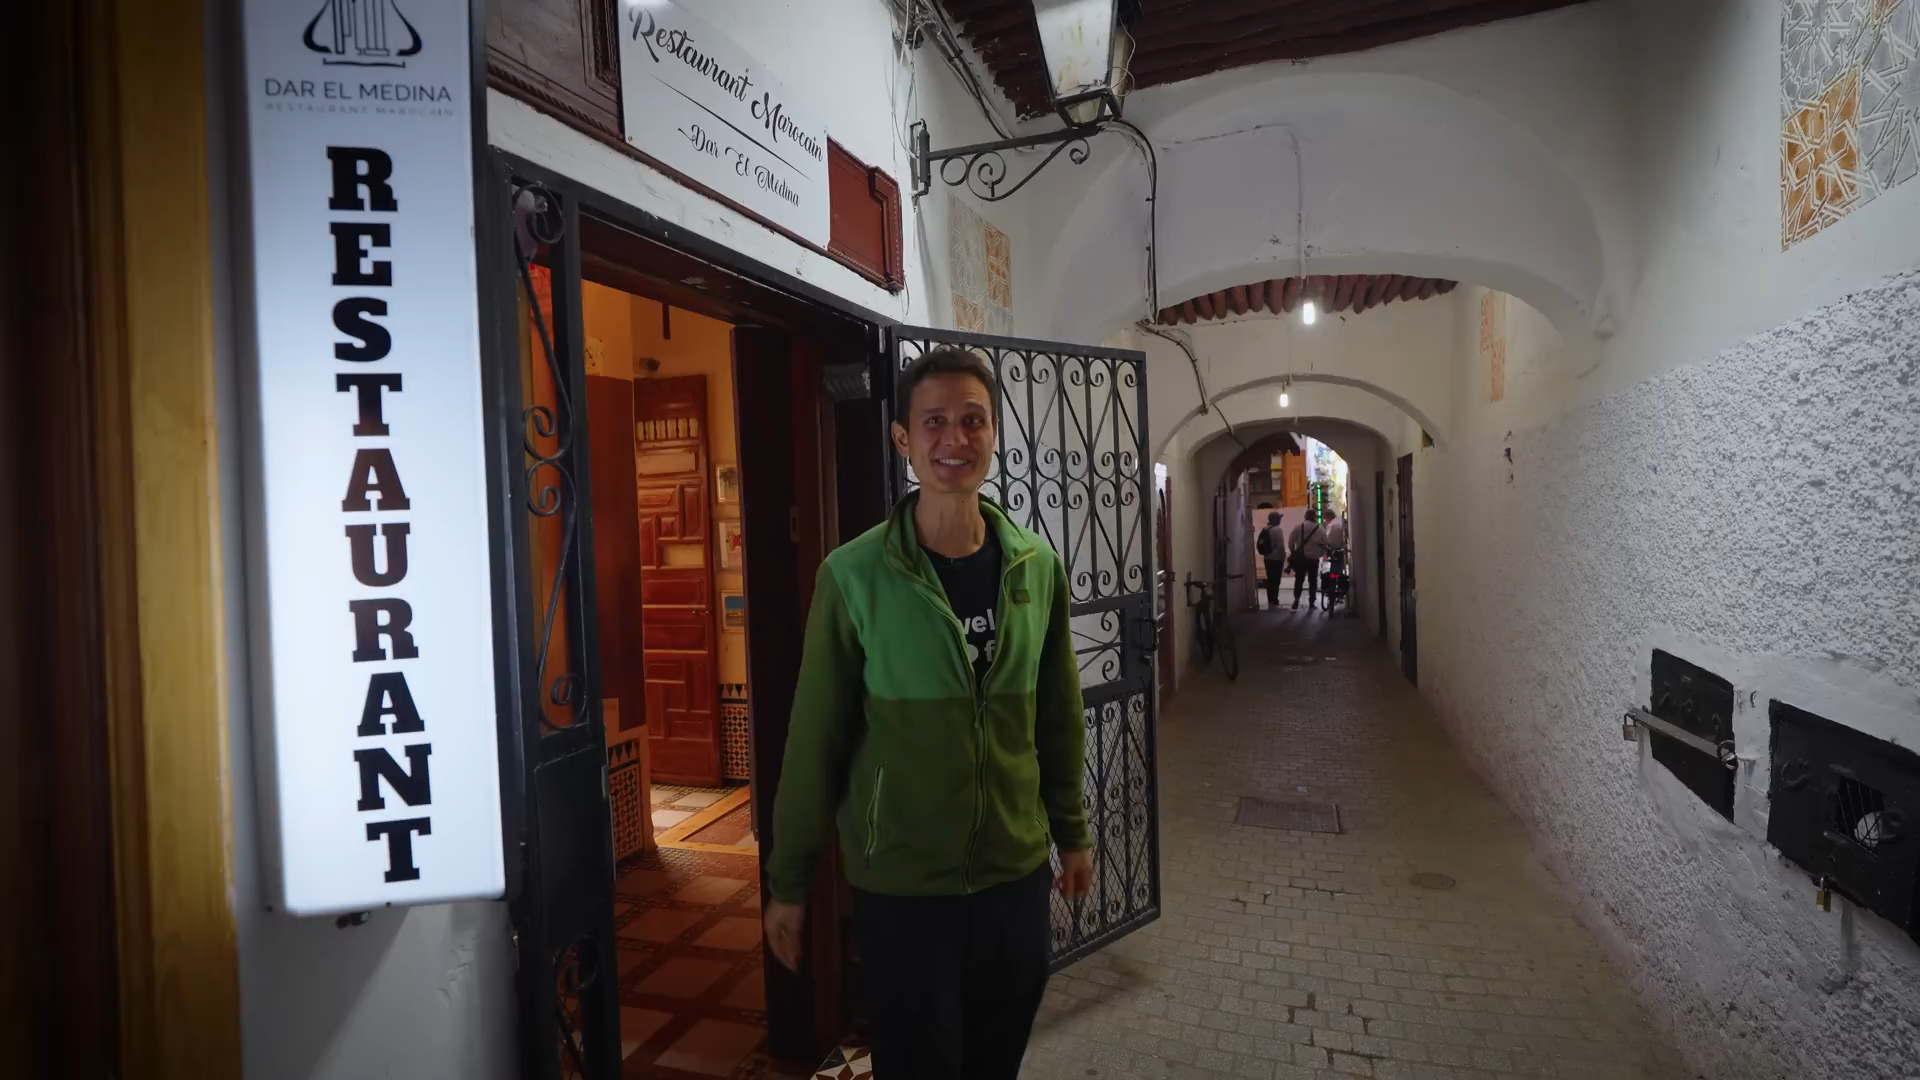 DAR EL MÉDINA
RESTAURANT MAROCAIN
RESTAURANT
Restaurant Marocain
Dar El Médina